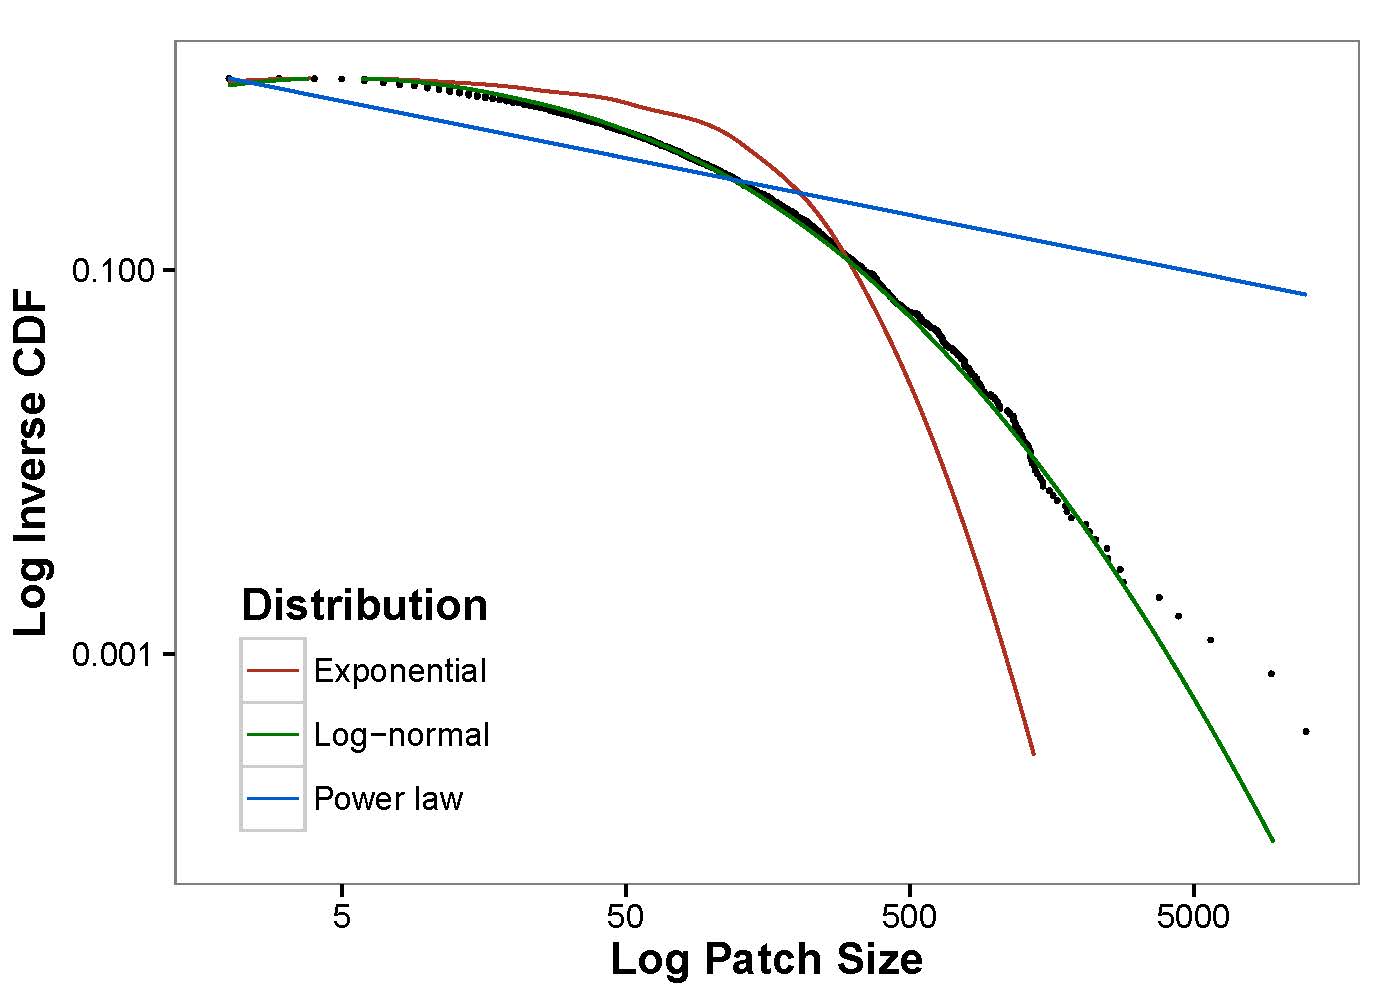 Log Inverse CDF
0.100
0.001
Distribution
Exponential
Log−normal
Power law
5
50
500
5000
Log Patch Size